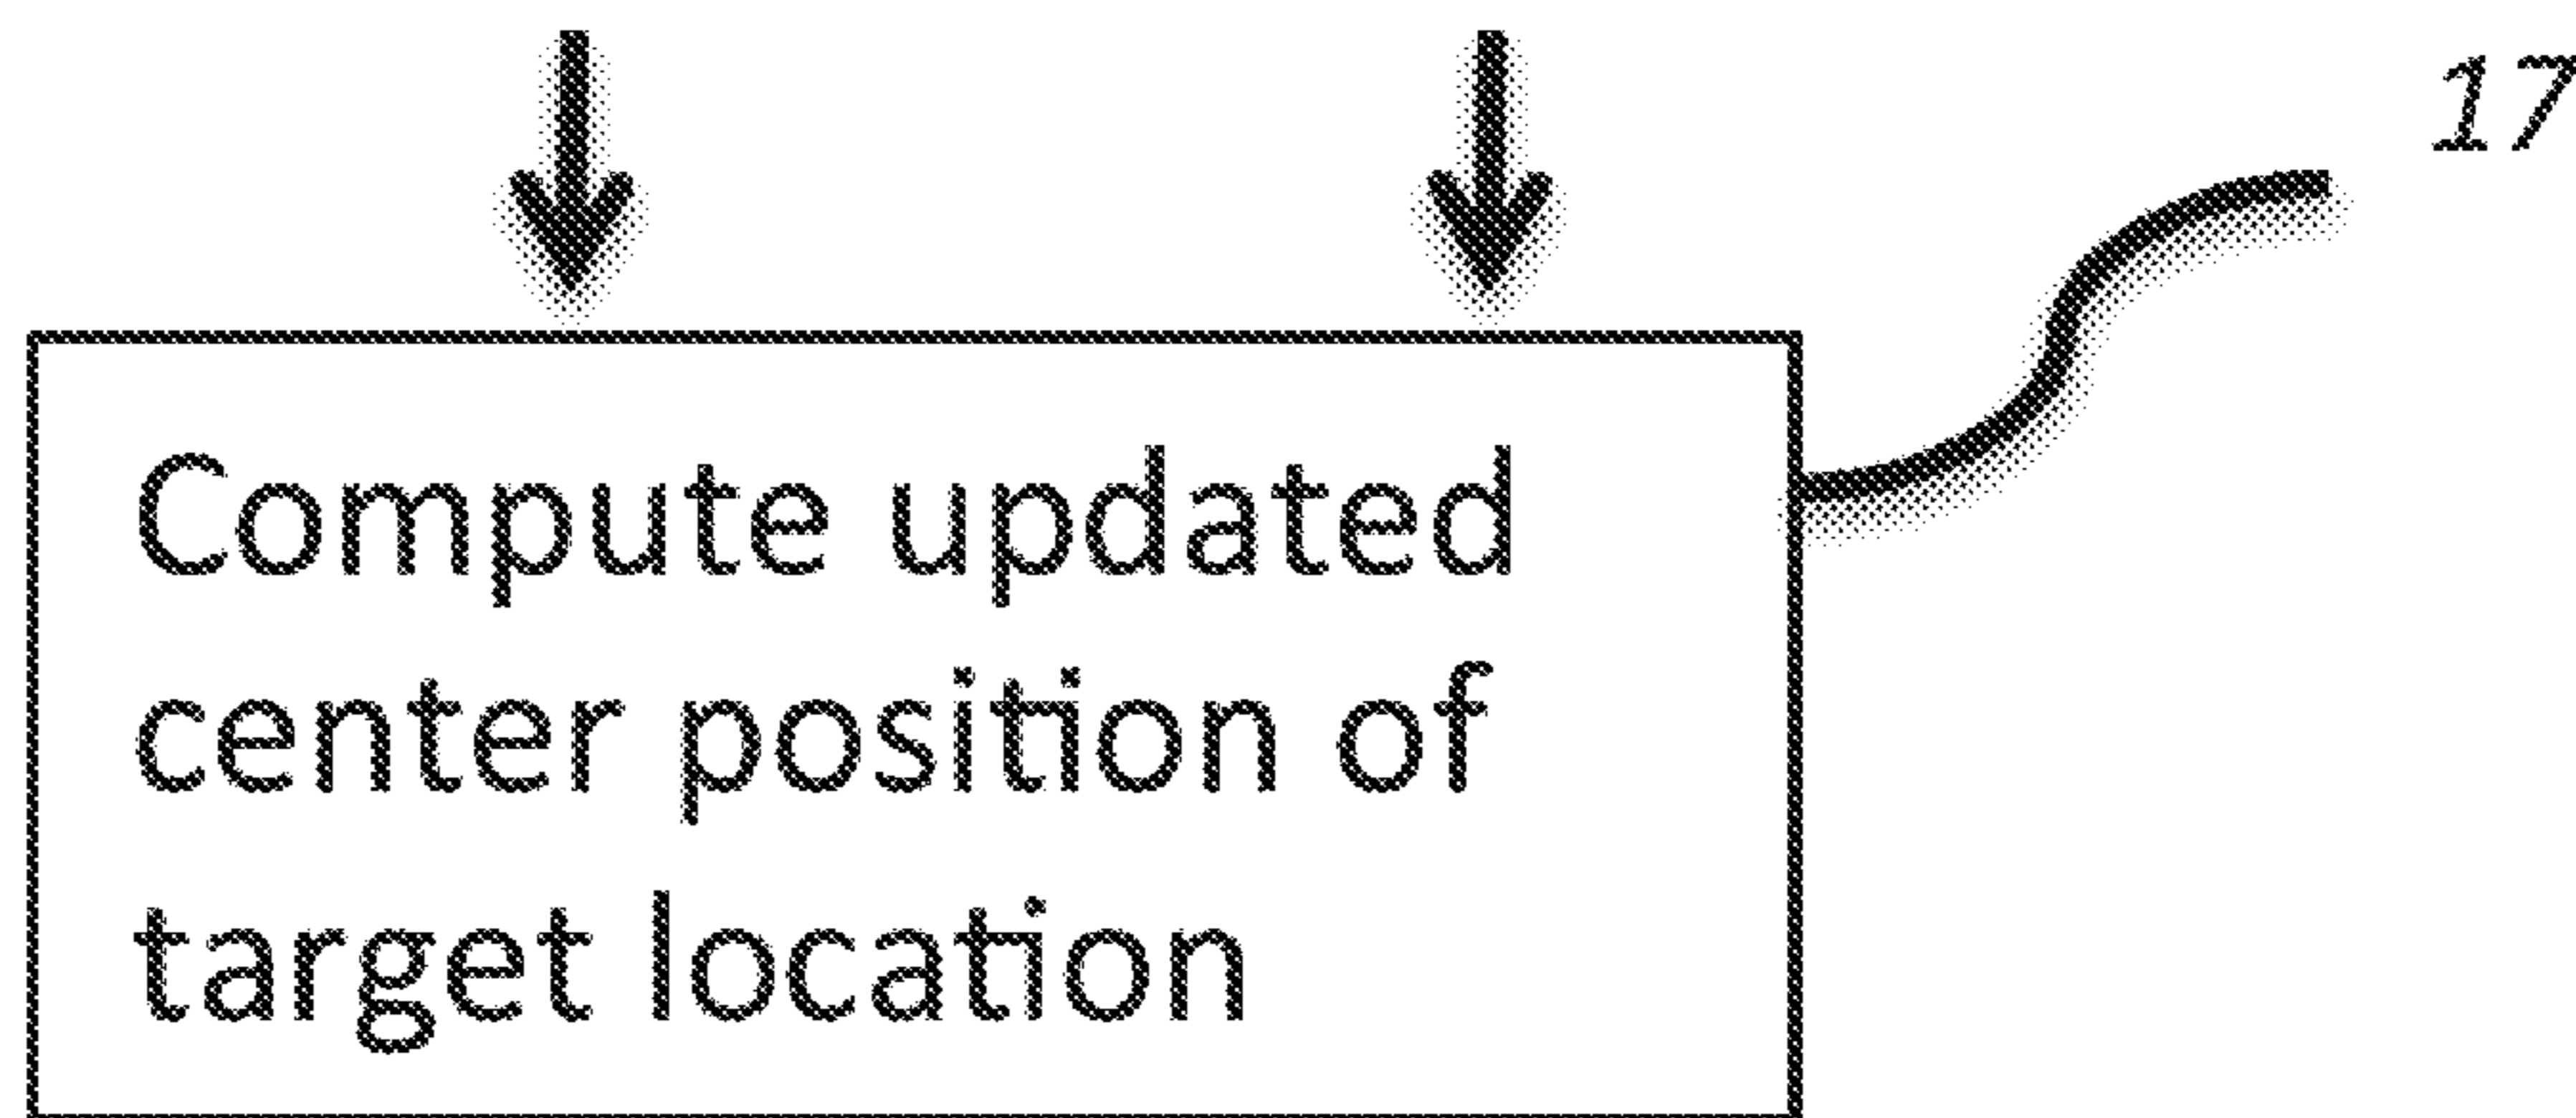 17
Compute updated
center position of
target location